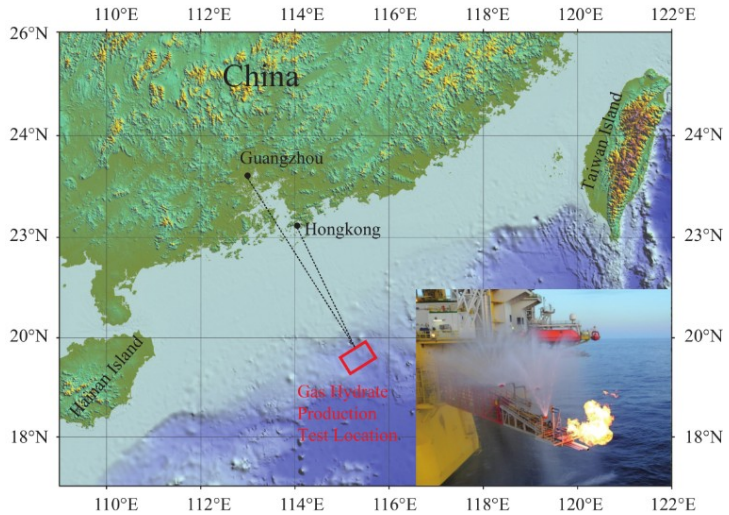 110°E 112°E 114°E 116°E 118°E 120°E 122°E
26°N
China
24°N 24°N
Taiwan Island
Guangzhou
Hongkong
23°N 23°N
20°N 20°N
Hainan Island
Gas Hydrate
Production
Test Location
18°N 18°N
110°E 112°E 114°E 116°E 118°E 120°E 122°E